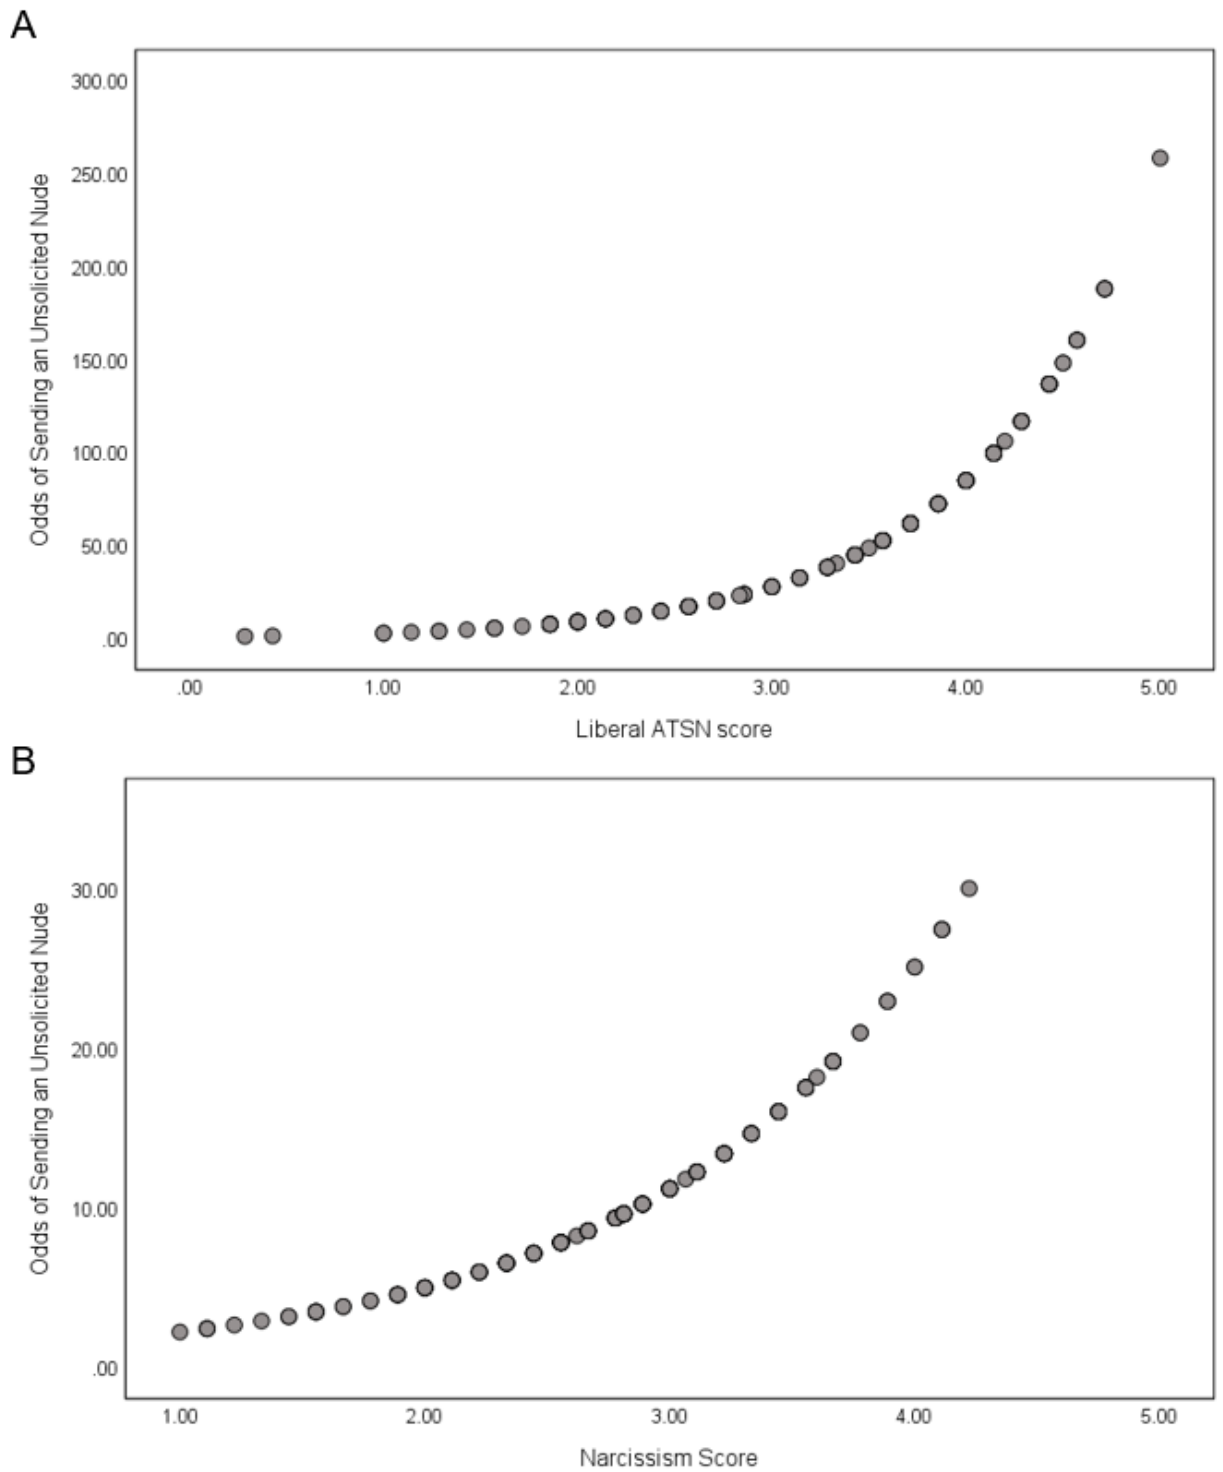 A
Odds of Sending an Unsolicited Nude
300.00
250.00
200.00
150.00
100.00
50.00
.00
.00 1.00 2.00 3.00 4.00 5.00
Liberal ATSN score
B
Odds of Sending an Unsolicited Nude
30.00
20.00
10.00
.00
1.00 2.00 3.00 4.00 5.00
Narcissism Score